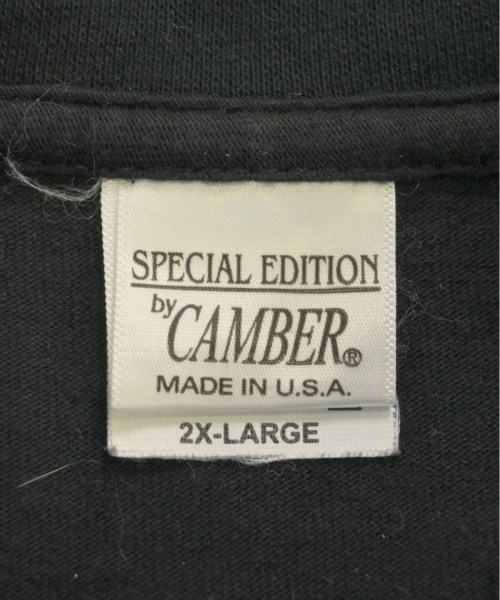 SPECIAL EDITION
by CAMBER®
MADE IN U.S.A.
2X-LARGE